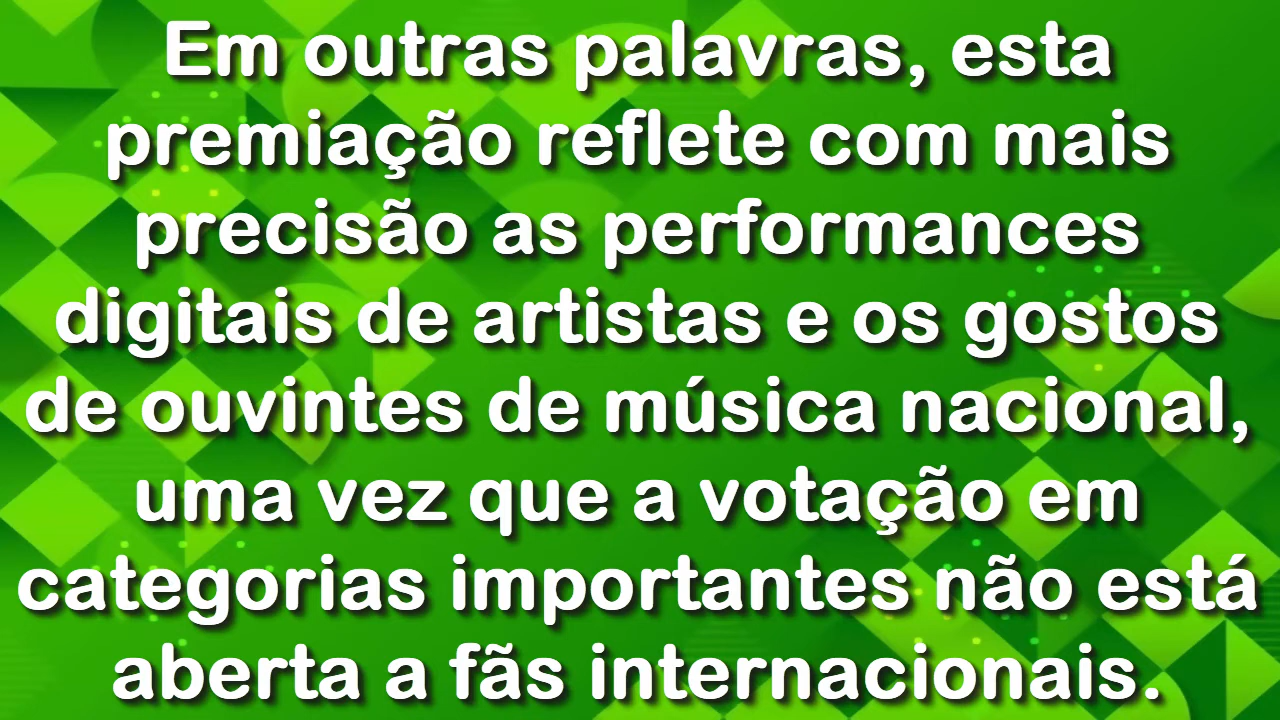 Em outras palavras, esta
premiação reflete com mais
precisão as performances
digitais de artistas e os gostos
de ouvintes de música nacional,
uma vez que a votação em
categorias importantes não está
aberta a fãs internacionais.